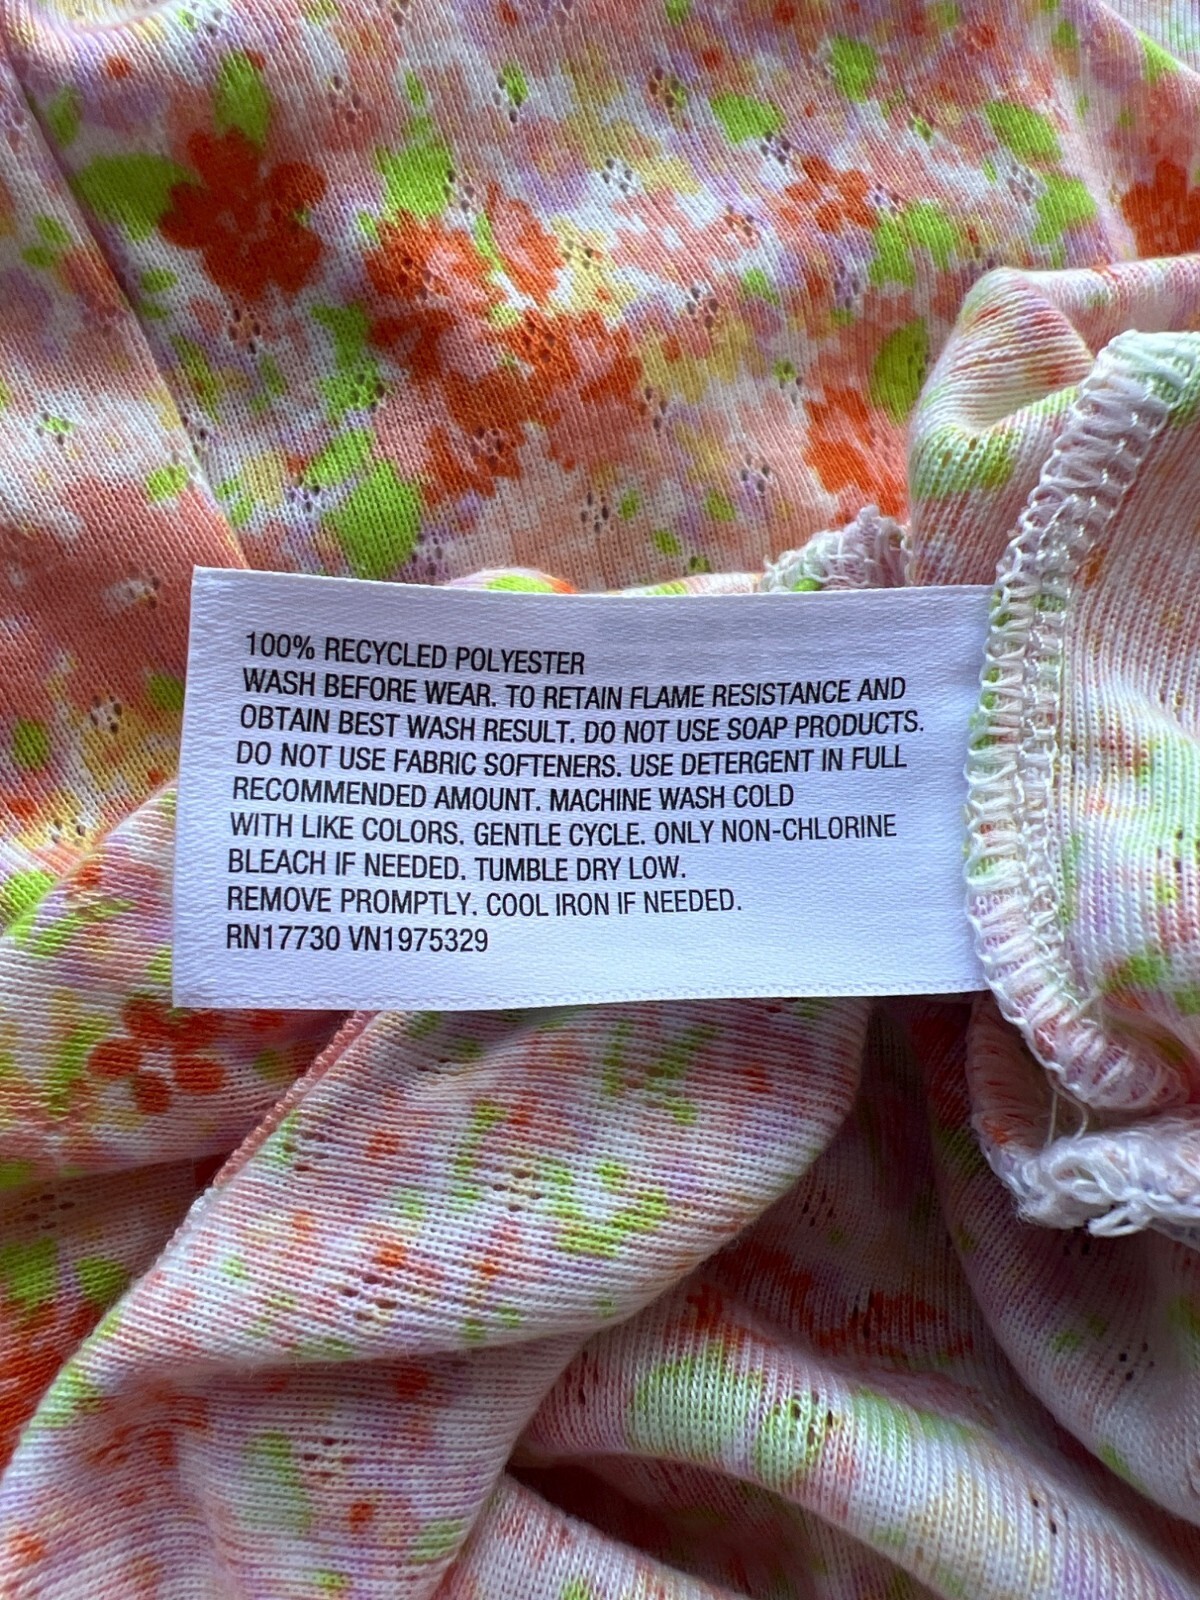 100% RECYCLED POLYESTER
WASH BEFORE WEAR. TO RETAIN FLAME RESISTANCE AND
OBTAIN BEST WASH RESULT. DO NOT USE SOAP PRODUCTS.
DO NOT USE FABRIC SOFTENERS. USE DETERGENT IN FULL
RECOMMENDED AMOUNT. MACHINE WASH COLD
WITH LIKE COLORS. GENTLE CYCLE. ONLY NON-CHLORINE
BLEACH IF NEEDED. TUMBLE DRY LOW.
REMOVE PROMPTLY. COOL IRON IF NEEDED.
RN17730 VN1975329